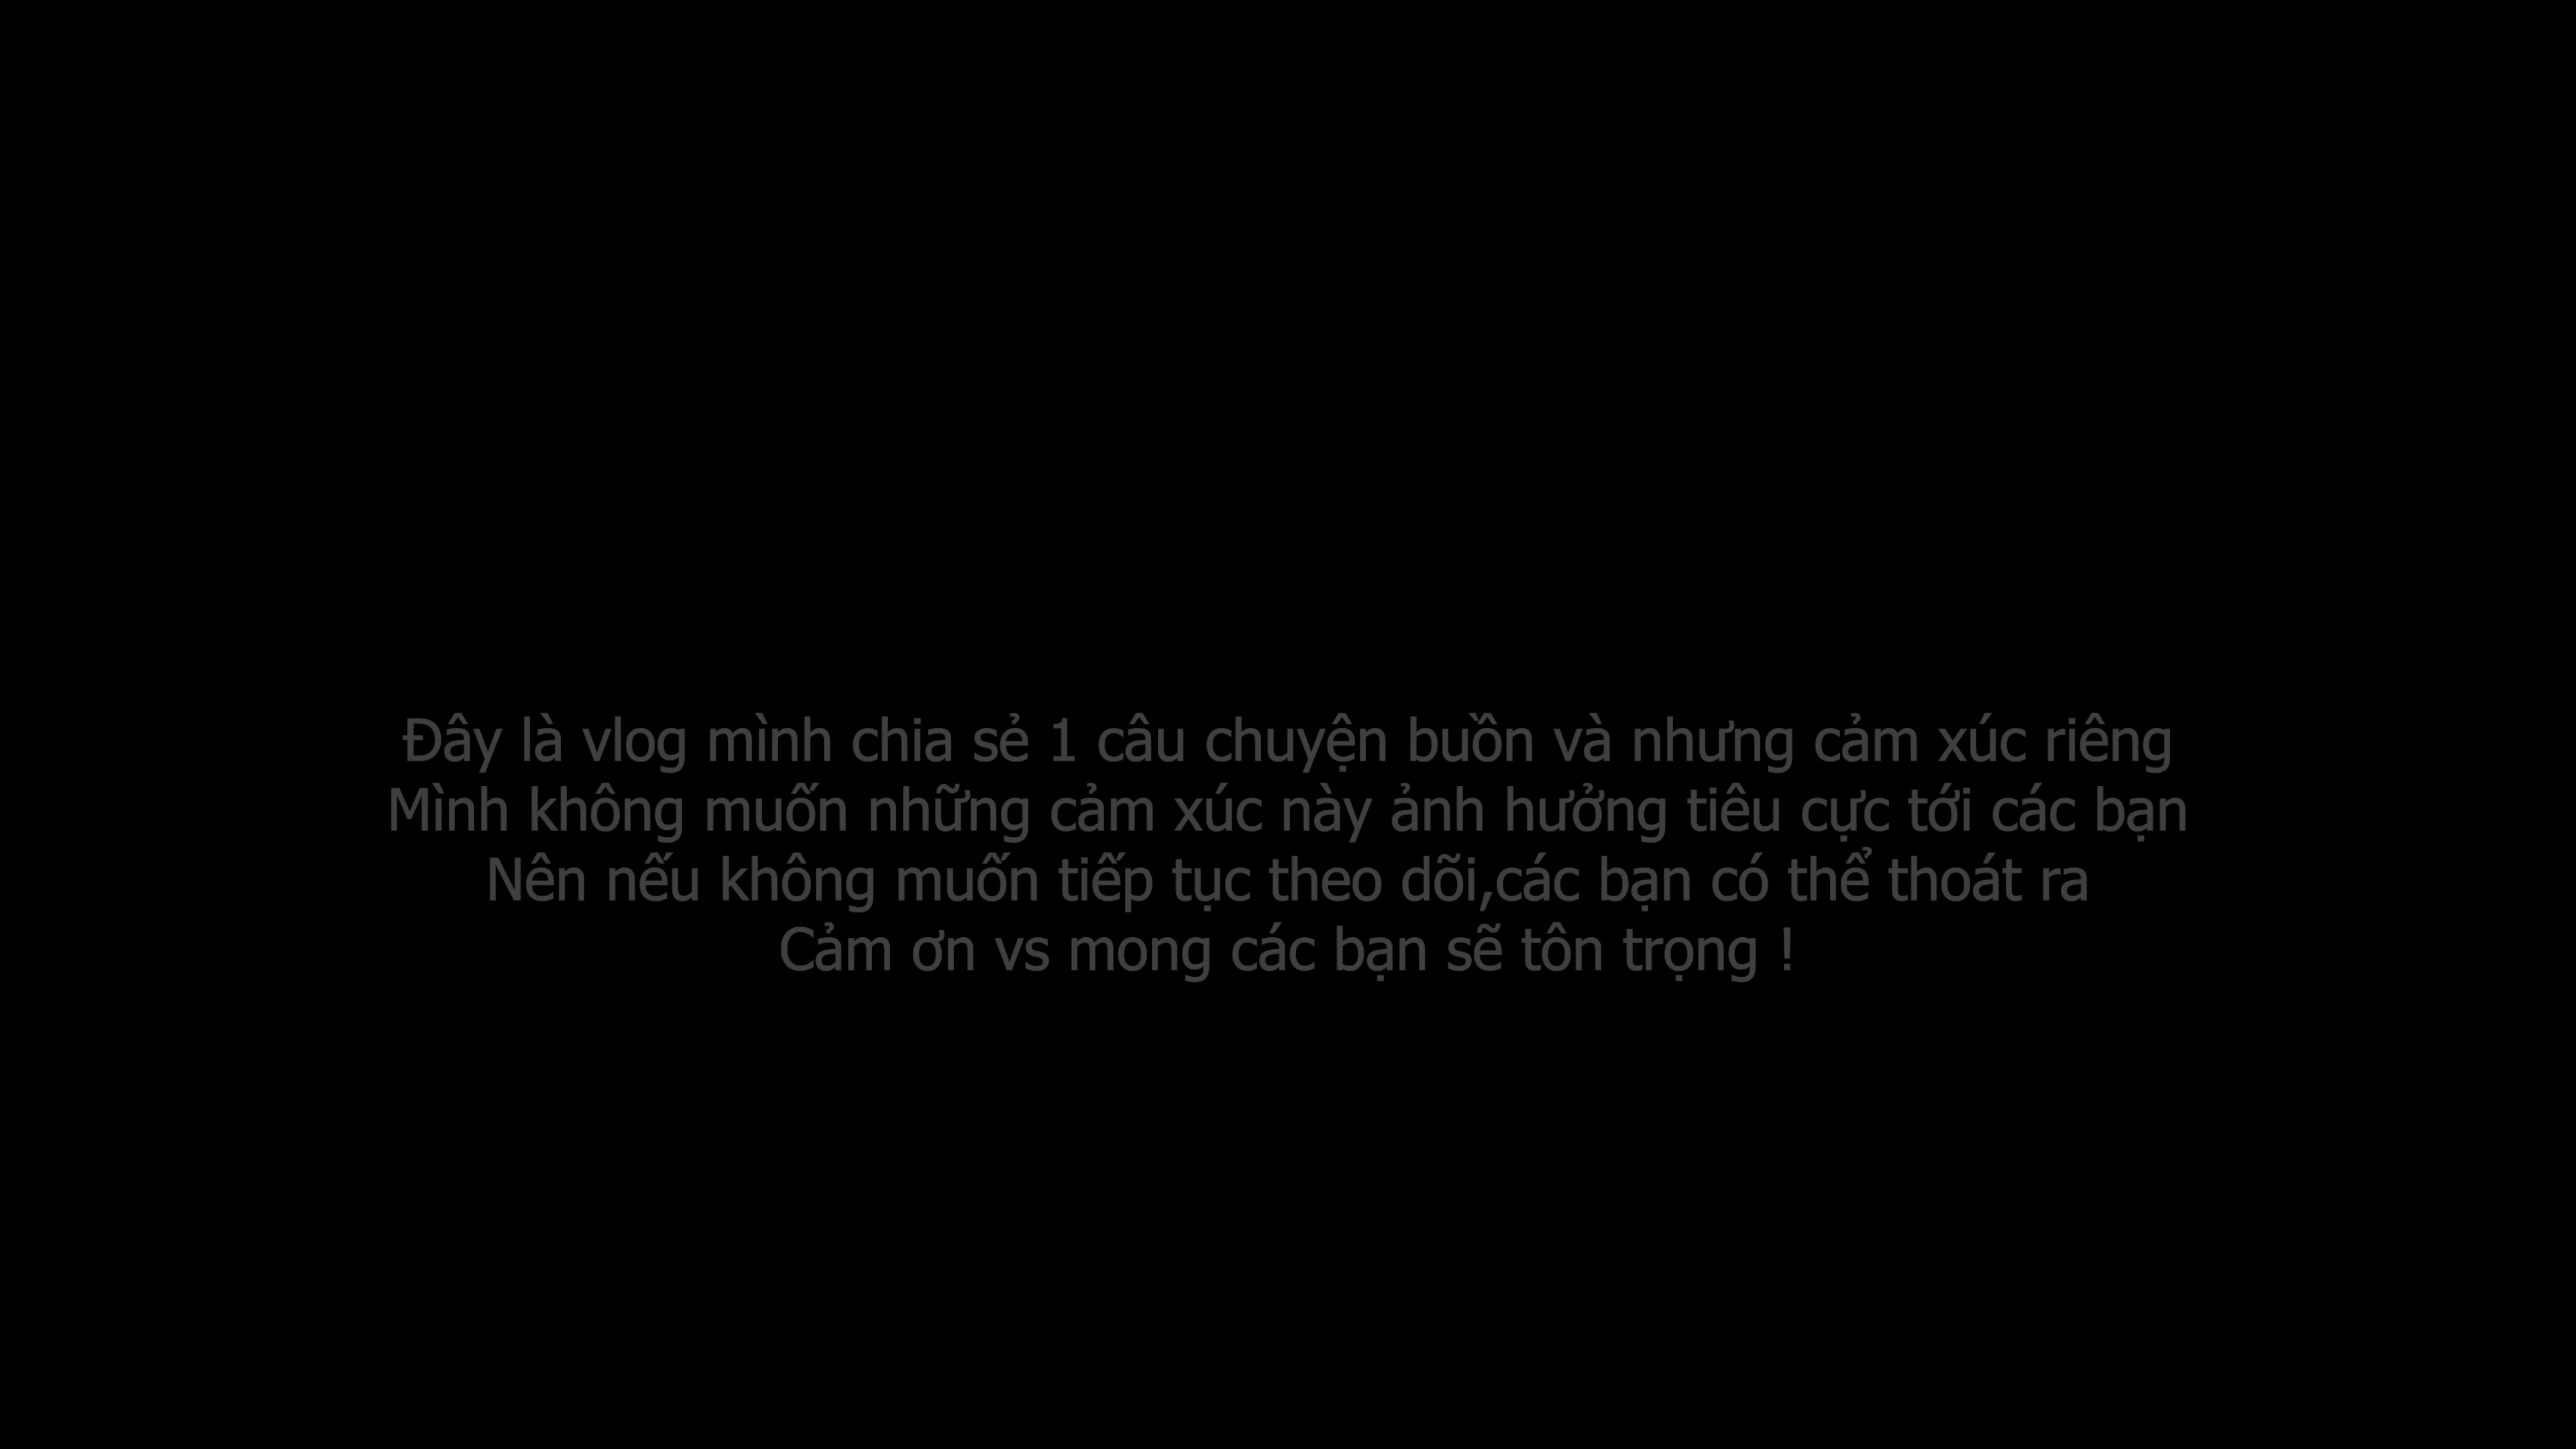 Đây là vlog mình chia sẻ 1 câu chuyện buồn và nhưng cảm xúc riêng
Mình không muốn những cảm xúc này ảnh hưởng tiêu cực tới các bạn
Nên nếu không muốn tiếp tục theo dõi,các bạn có thể thoát ra
Cảm ơn vs mong các bạn sẽ tôn trọng !